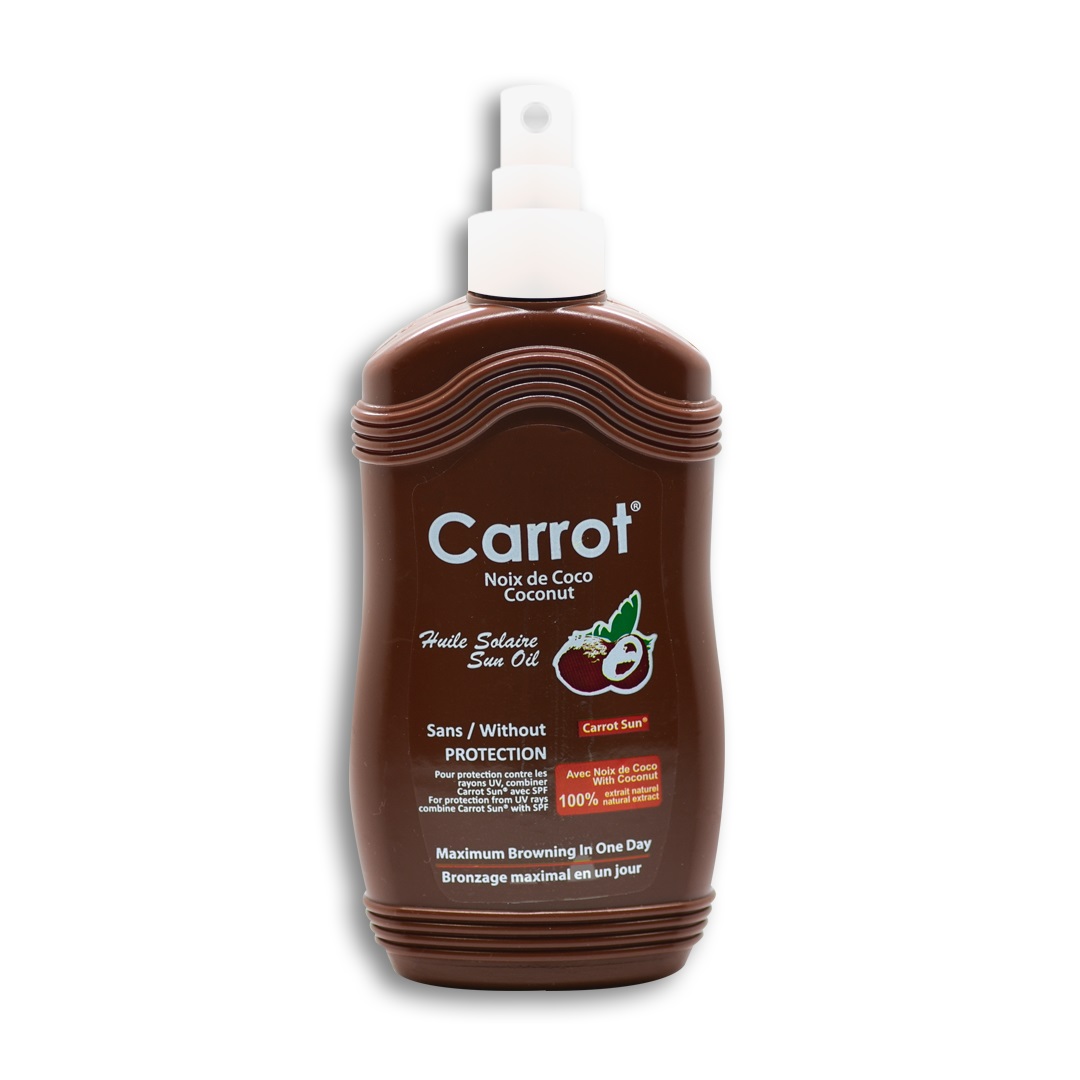 Carrot®
Noix de Coco
Coconut
Huile Solaire
Sun Oil
Sans / Without
PROTECTION
Pour protection contre les
rayons UV, combiner
Carrot Sun® avec SPF
For protection from UV rays
combine Carrot Sun® with SPF
Carrot Sun®
Avec Noix de Coco
With Coconut
100% extrait naturel
natural extract
Maximum Browning In One Day
Bronzage maximal en un jour